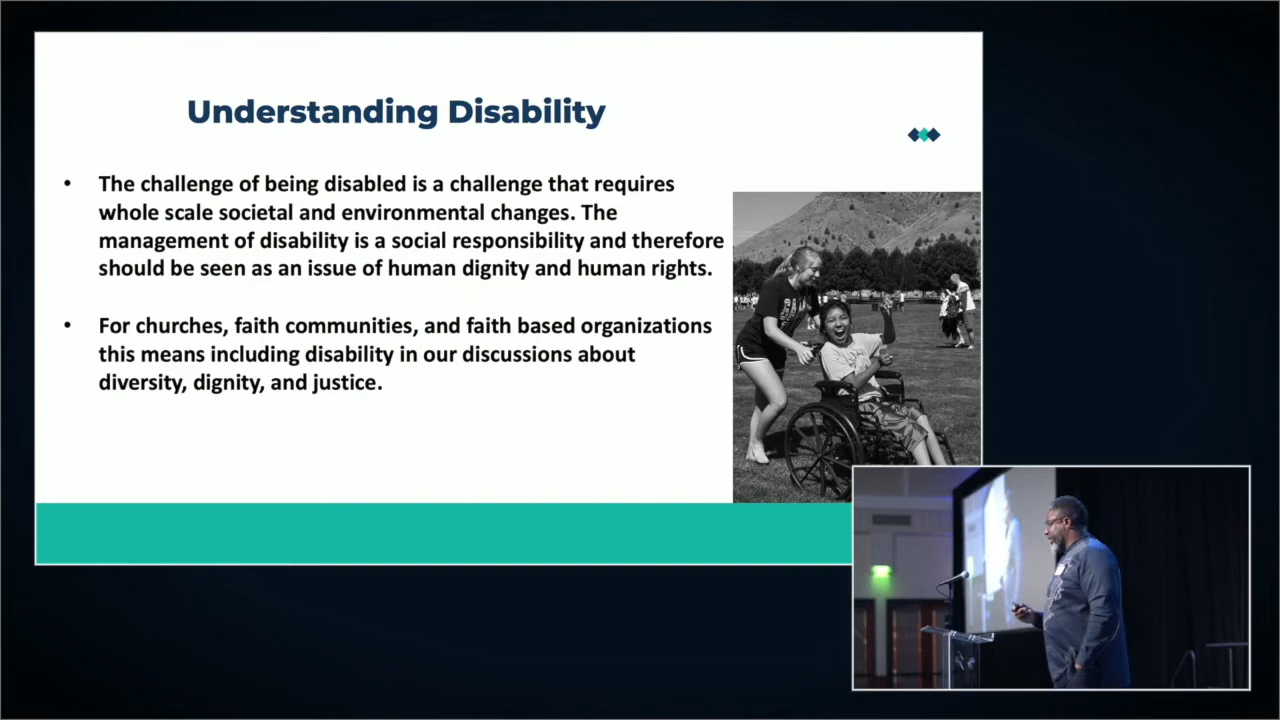 Understanding Disability
• The challenge of being disabled is a challenge that requires
whole scale societal and environmental changes. The
management of disability is a social responsibility and therefore
should be seen as an issue of human dignity and human rights.
• For churches, faith communities, and faith based organizations
this means including disability in our discussions about
diversity, dignity, and justice.